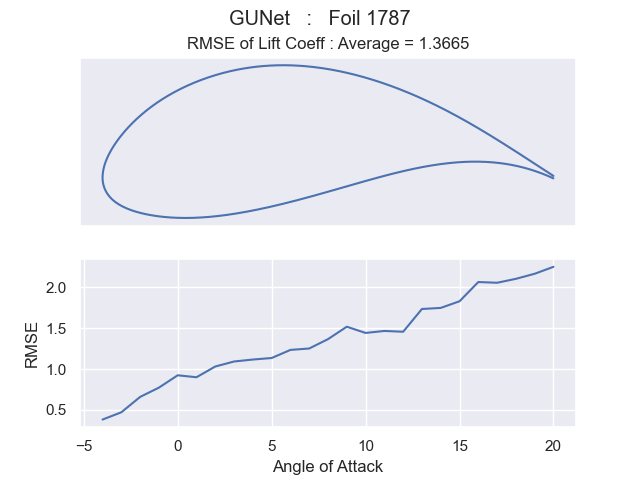 GUNet : Foil 1787
RMSE of Lift Coeff : Average = 1.3665
2.0
1.5
1.0
0.5
RMSE
−5 0 5 10 15 20
Angle of Attack